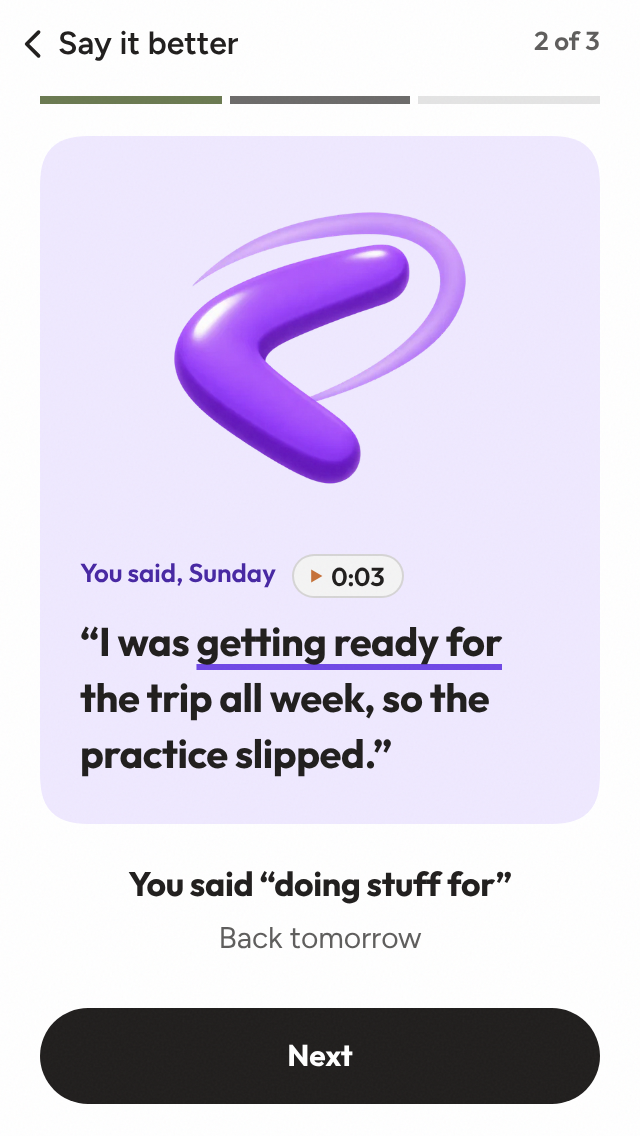 Say it better
2 of 3
You said, Sunday
0:03
“I was getting ready for
the trip all week, so the
practice slipped.”
You said “doing stuff for”
Back tomorrow
Next